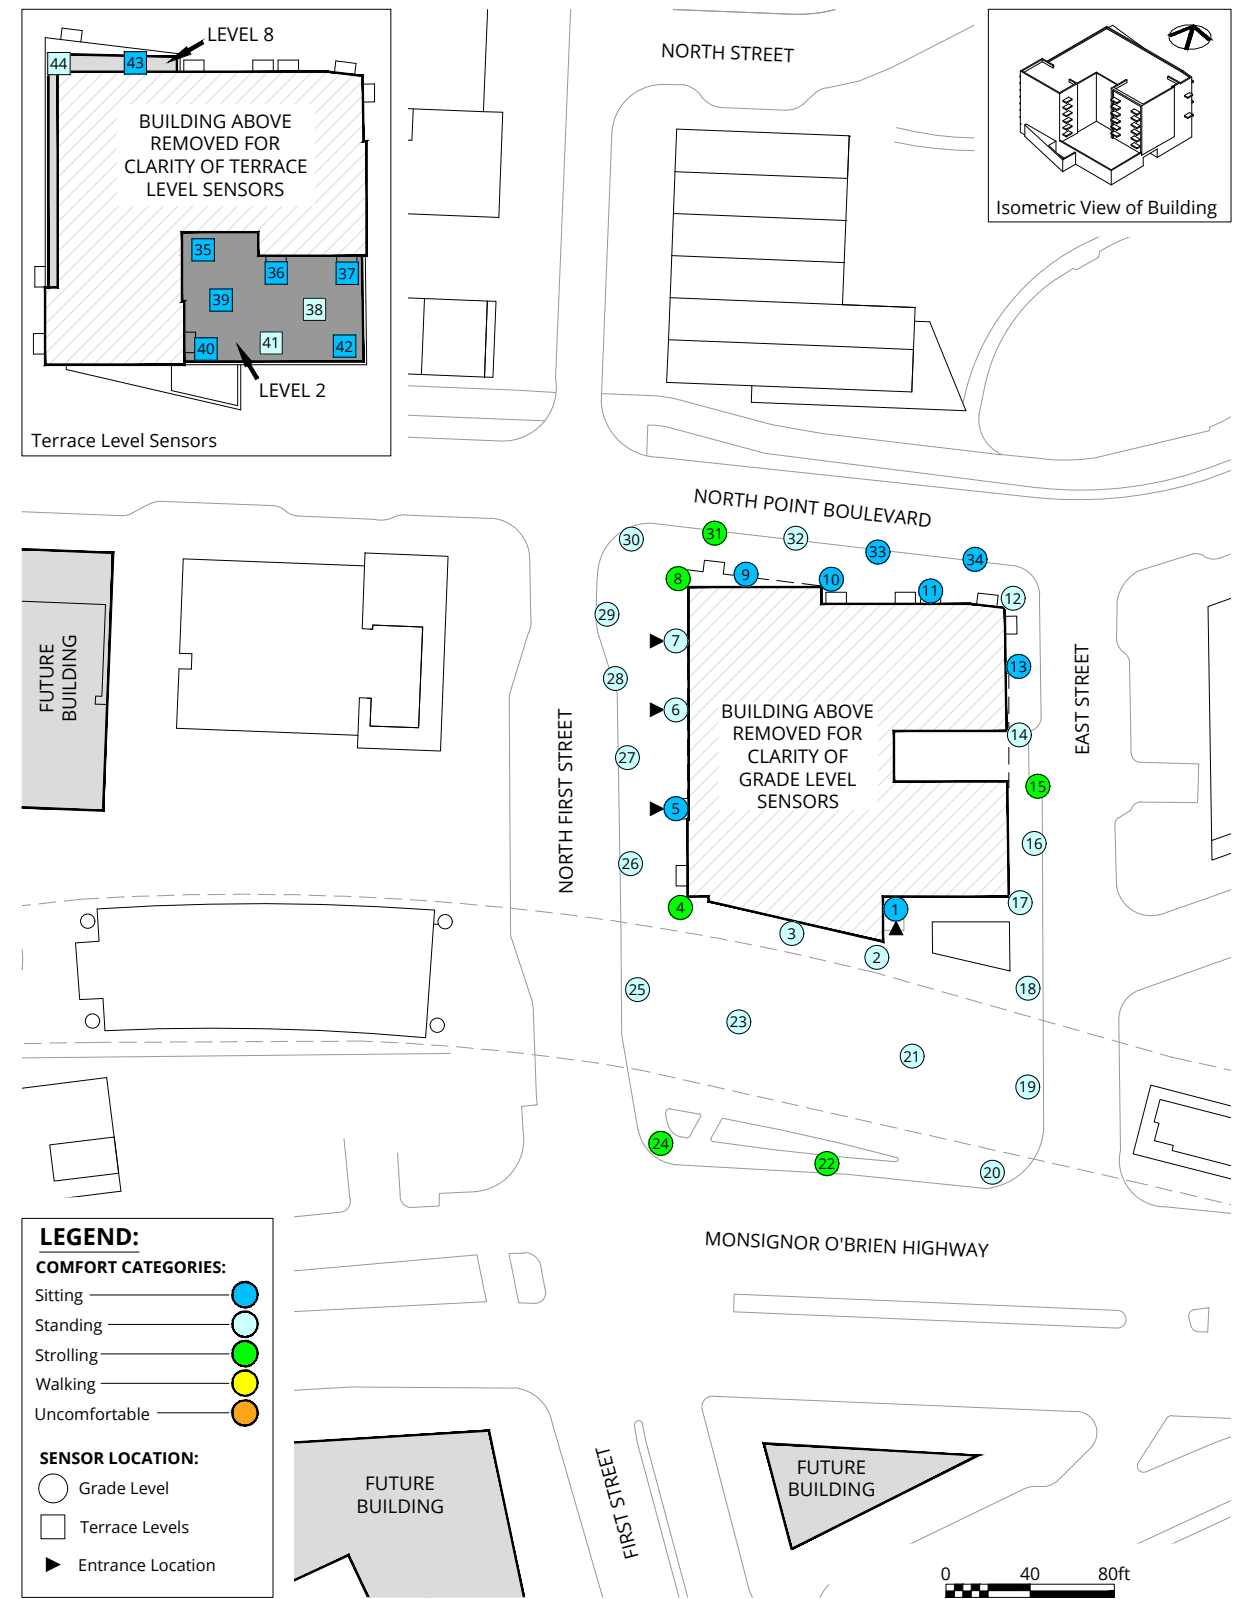 LEVEL 8
44
43
BUILDING ABOVE
REMOVED FOR
CLARITY OF TERRACE
LEVEL SENSORS
35
36
37
39
38
40
41
42
LEVEL 2
Terrace Level Sensors
NORTH STREET
Isometric View of Building
NORTH POINT BOULEVARD
30
31
32
33
34
8
9
10
11
12
29
7
13
28
6
14
27
5
15
26
16
4
3
1
17
2
25
23
18
21
19
24
22
20
BUILDING ABOVE
REMOVED FOR
CLARITY OF
GRADE LEVEL
SENSORS
FUTURE
BUILDING
NORTH FIRST STREET
EAST STREET
MONSIGNOR O'BRIEN HIGHWAY
LEGEND:
COMFORT CATEGORIES:
Sitting
Standing
Strolling
Walking
Uncomfortable
SENSOR LOCATION:
Grade Level
Terrace Levels
Entrance Location
FUTURE
BUILDING
FIRST STREET
FUTURE
BUILDING
0 40 80ft